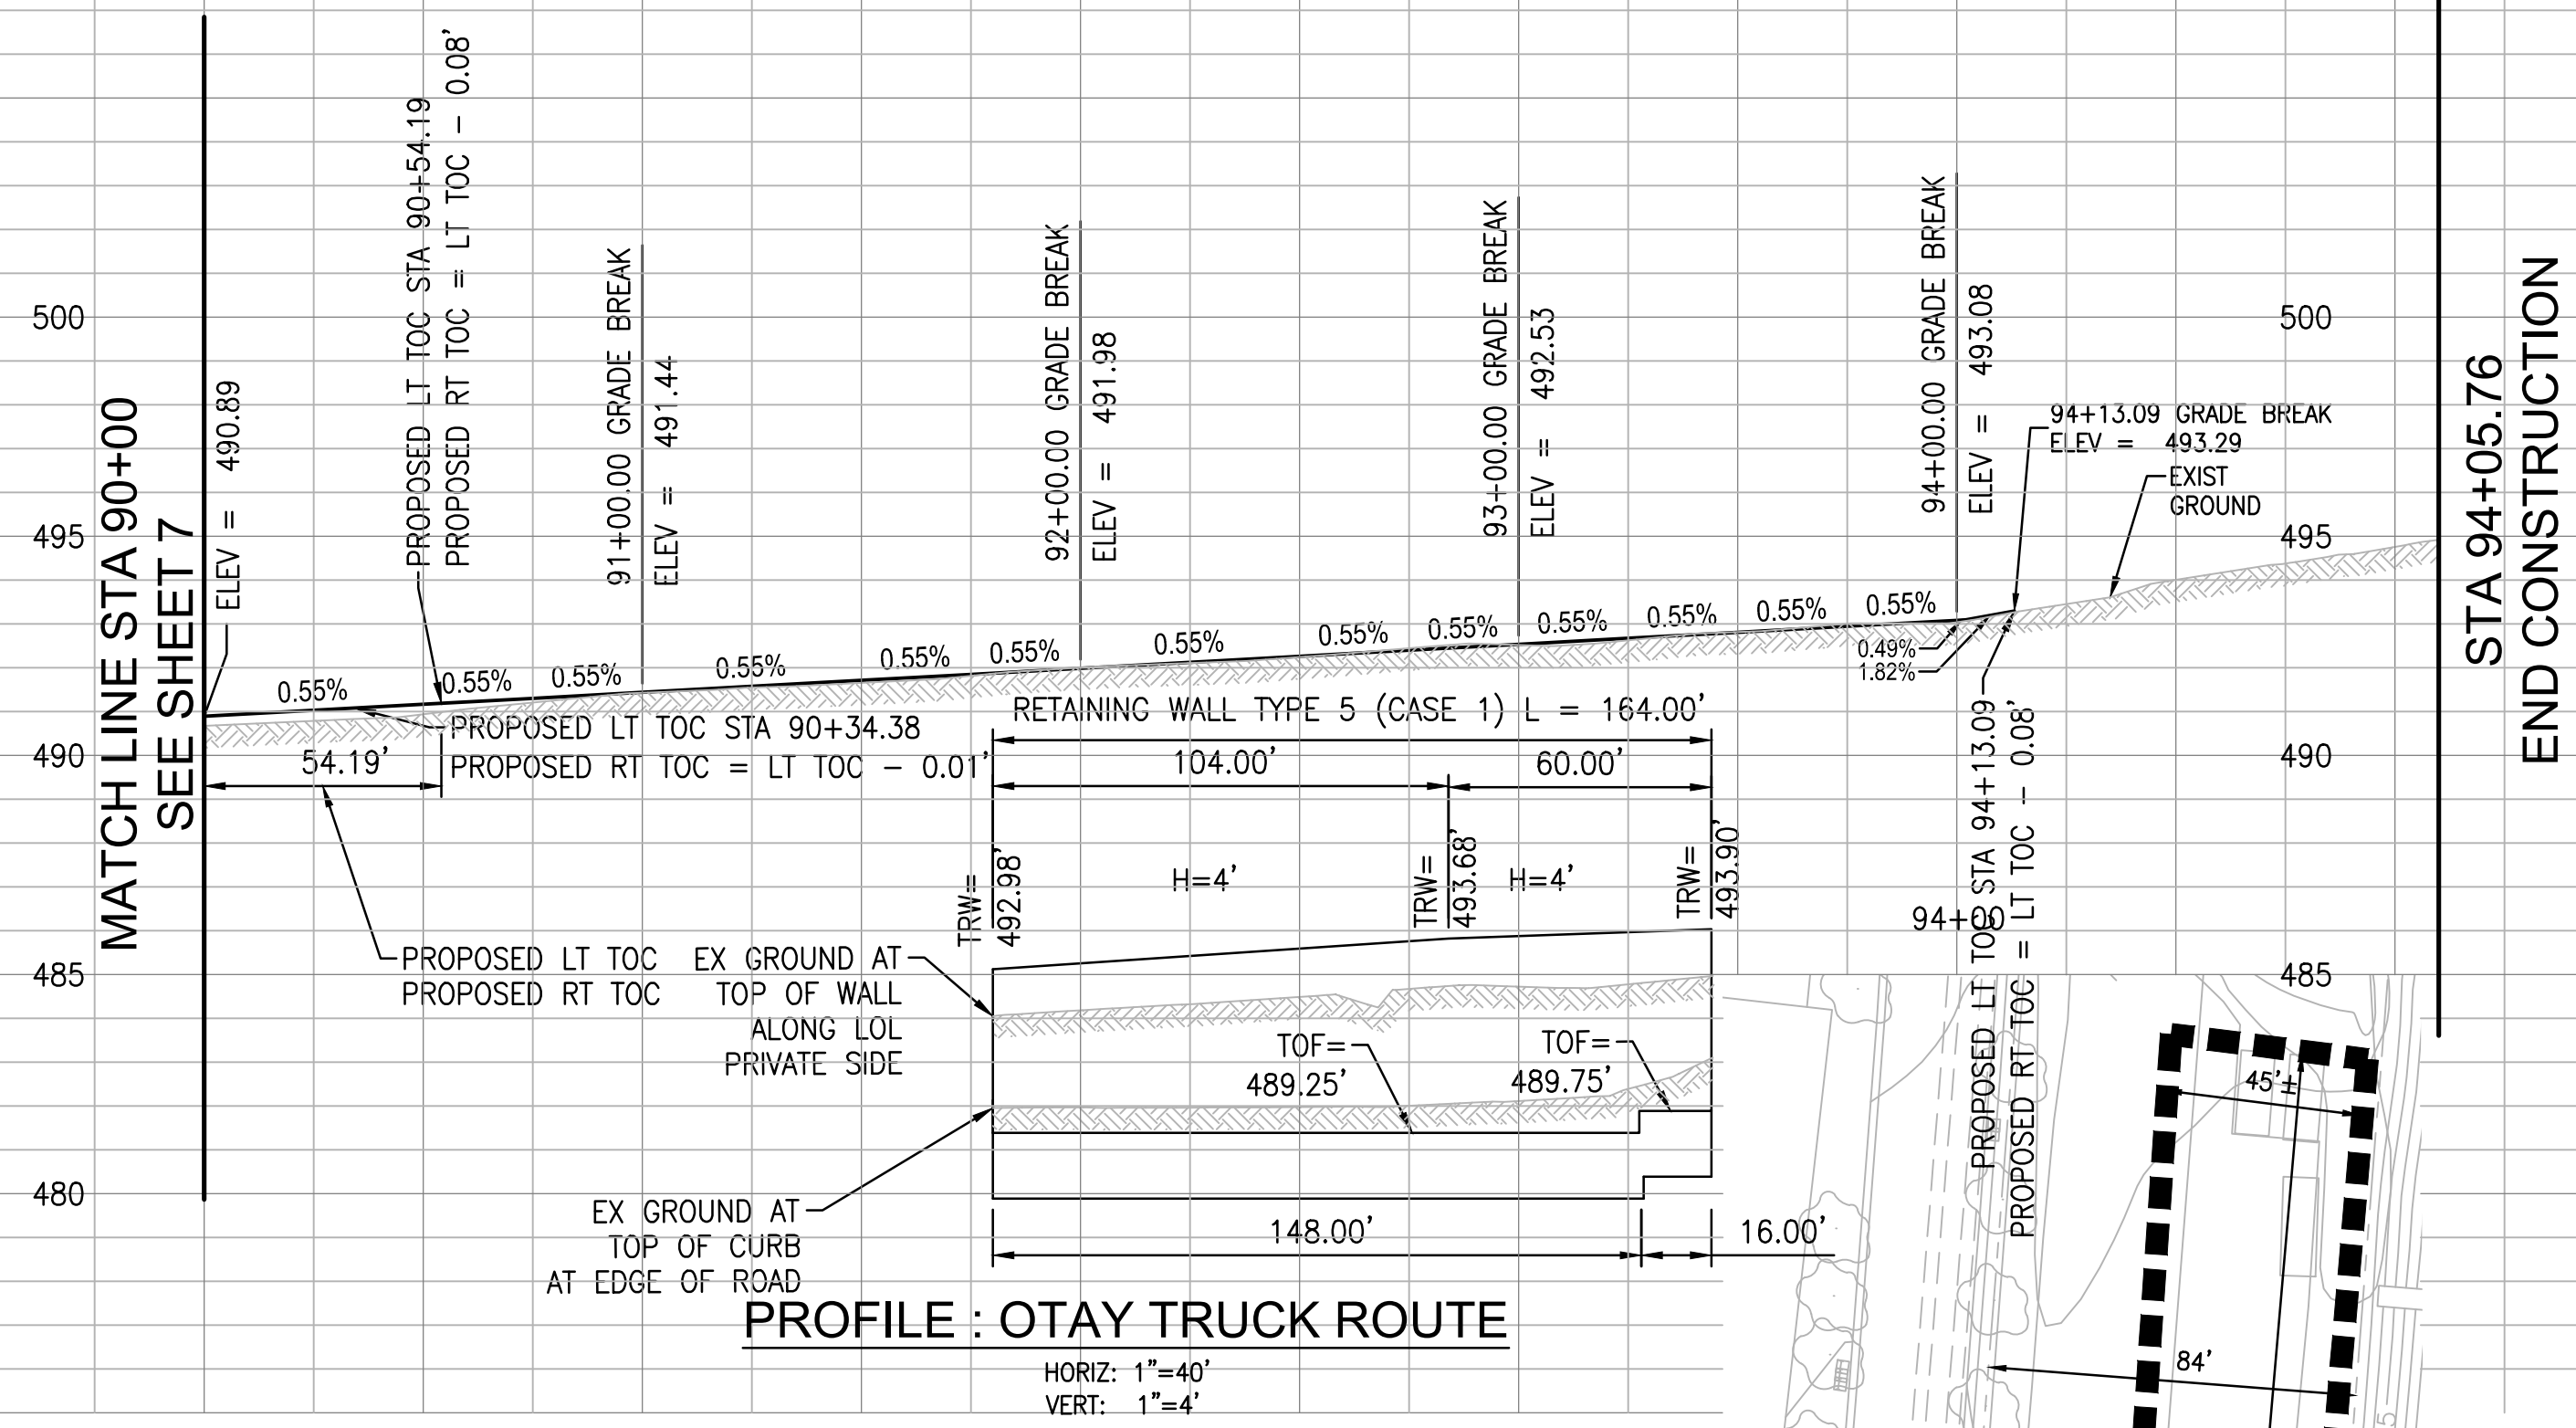 MATCH LINE STA 90+00
SEE SHEET 7
500
495
490
485
480
ELEV = 490.89
PROPOSED LT TOC STA 90+54.19
PROPOSED RT TOC = LT TOC - 0.08'
91+00.00 GRADE BREAK
ELEV = 491.44
92+00.00 GRADE BREAK
ELEV = 491.98
93+00.00 GRADE BREAK
ELEV = 492.53
94+00.00 GRADE BREAK
ELEV = 493.08
94+13.09 GRADE BREAK
ELEV = 493.29
EXIST
GROUND
500
495
490
485
STA 94+05.76
END CONSTRUCTION
0.55%
0.55%
0.55%
0.55%
0.55%
0.55%
0.55%
0.55%
0.55%
0.55%
0.55%
0.55%
0.55%
0.49%
1.82%
PROPOSED LT TOC STA 90+34.38
PROPOSED RT TOC = LT TOC - 0.01'
54.19'
RETAINING WALL TYPE 5 (CASE 1) L = 164.00'
104.00'
60.00'
TRW=
492.98'
H=4'
TRW=
493.68'
H=4'
TRW=
493.90'
94+00
PROPOSED LT TOC STA 94+13.09
PROPOSED RT TOC = LT TOC - 0.08'
PROPOSED LT TOC
PROPOSED RT TOC
EX GROUND AT
TOP OF WALL
ALONG LOL
PRIVATE SIDE
TOF=
489.25'
TOF=
489.75'
EX GROUND AT
TOP OF CURB
AT EDGE OF ROAD
148.00'
16.00'
45'±
84'
5
PROFILE : OTAY TRUCK ROUTE
HORIZ: 1"=40'
VERT: 1"=4'